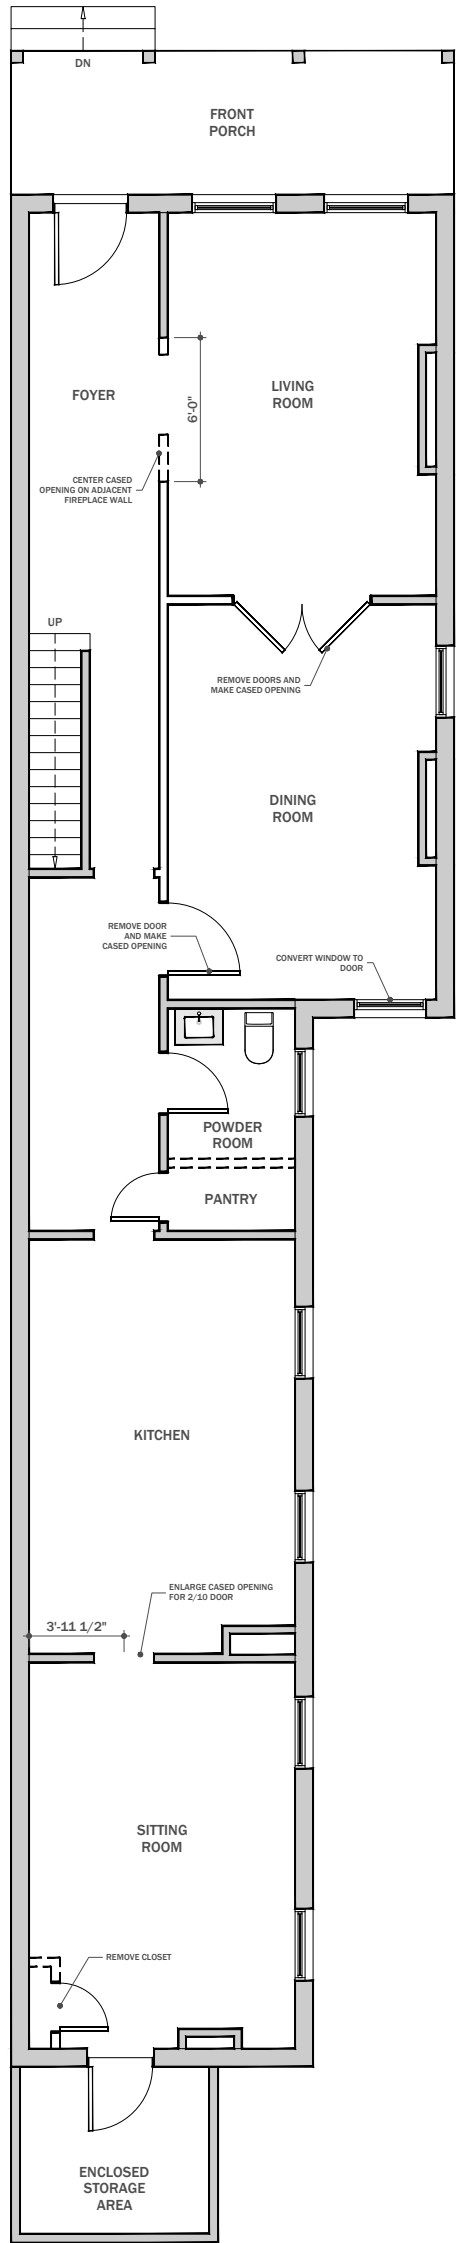 DN
FRONT
PORCH
FOYER
LIVING
ROOM
6'-0"
CENTER CASED
OPENING ON ADJACENT
FIREPLACE WALL
UP
REMOVE DOORS AND
MAKE CASED OPENING
DINING
ROOM
REMOVE DOOR
AND MAKE
CASED OPENING
CONVERT WINDOW TO
DOOR
POWDER
ROOM
PANTRY
KITCHEN
ENLARGE CASED OPENING
FOR 2/10 DOOR
3'-11 1/2"
SITTING
ROOM
REMOVE CLOSET
ENCLOSED
STORAGE
AREA